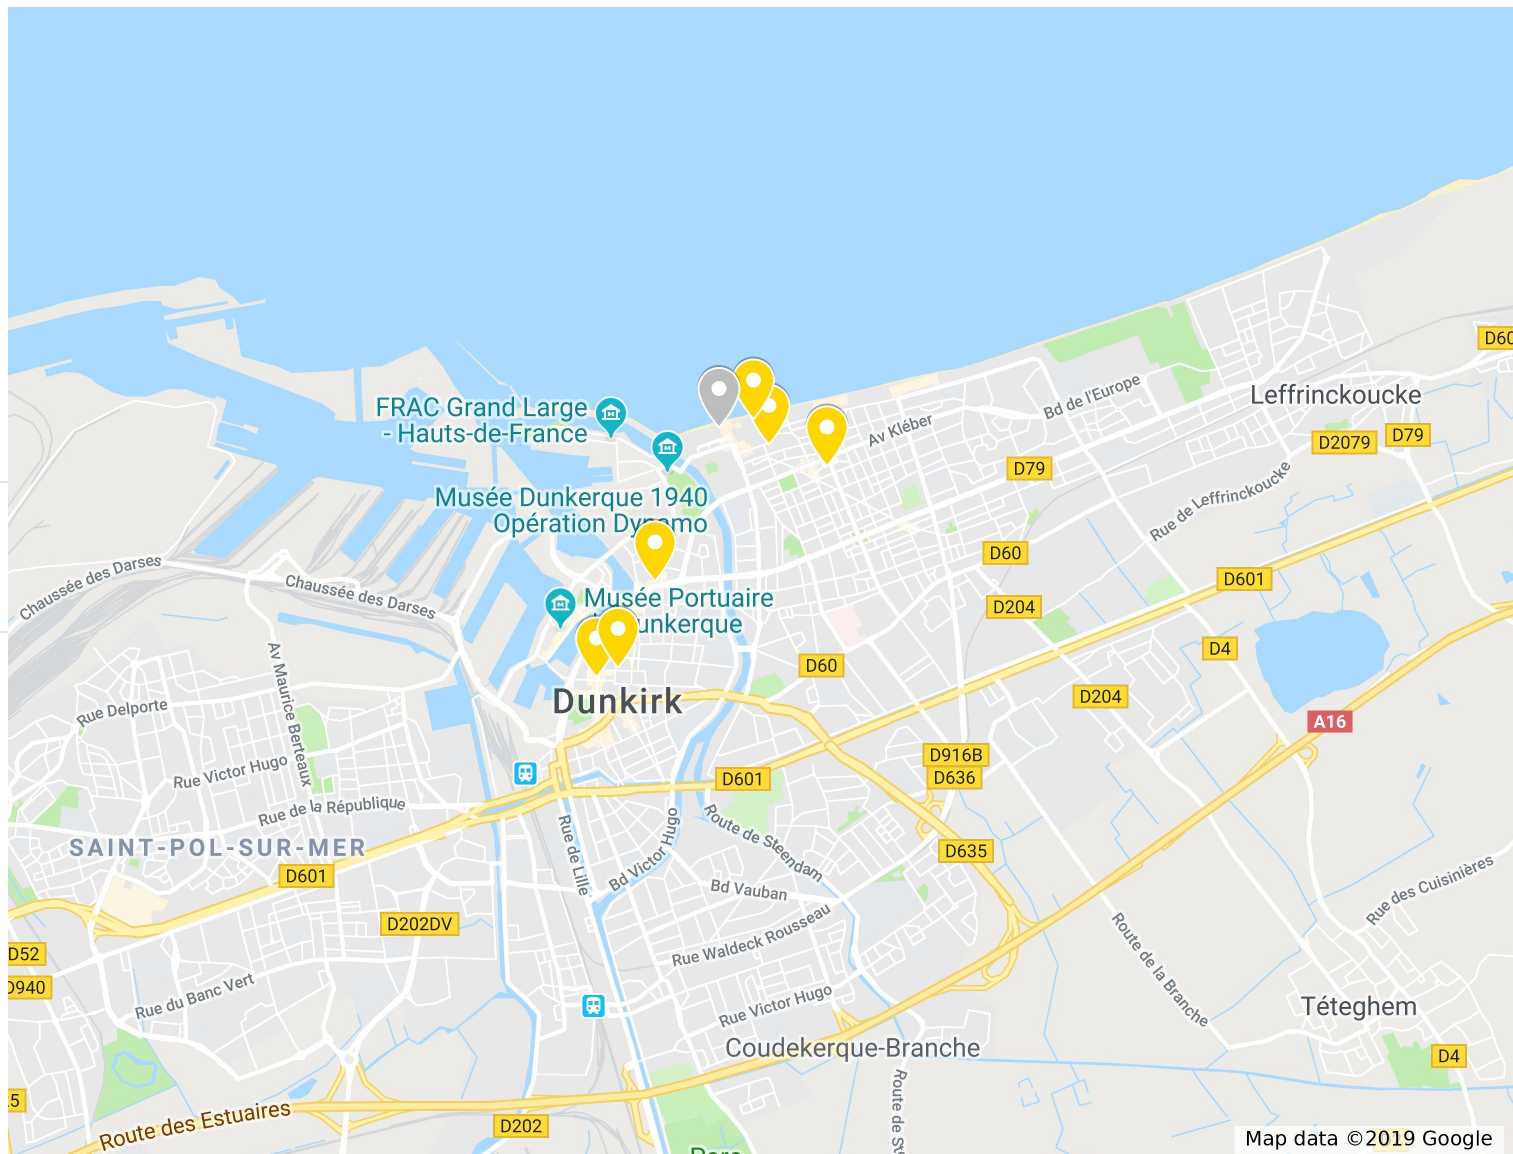 D60
Leffrinckoucke
Bd de l'Europe
FRAC Grand Large
- Hauts-de-France
Av Kléber
D2079
D79
D79
Rue de Leffrinckoucke
Musée Dunkerque 1940
Opération Dynamo
D60
D601
Chaussée des Darses
Chaussée des Darses
Musée Portuaire
unkerque
D204
D4
D60
D204
Av Maurice Berteaux
Dunkirk
Rue Delporte
A16
D916B
D636
D601
Rue Victor Hugo
Rue de la République
SAINT-POL-SUR-MER
Rue de Lille
Bd Victor Hugo
Route de Steendam
D635
D601
Bd Vauban
Rue des Cuisinières
D202DV
Rue Waldeck Rousseau
Route de la Branche
D52
D940
Rue du Banc Vert
Rue Victor Hugo
Téteghem
Coudekerque-Branche
D4
Route des Estuaires
D202
Map data ©2019 Google